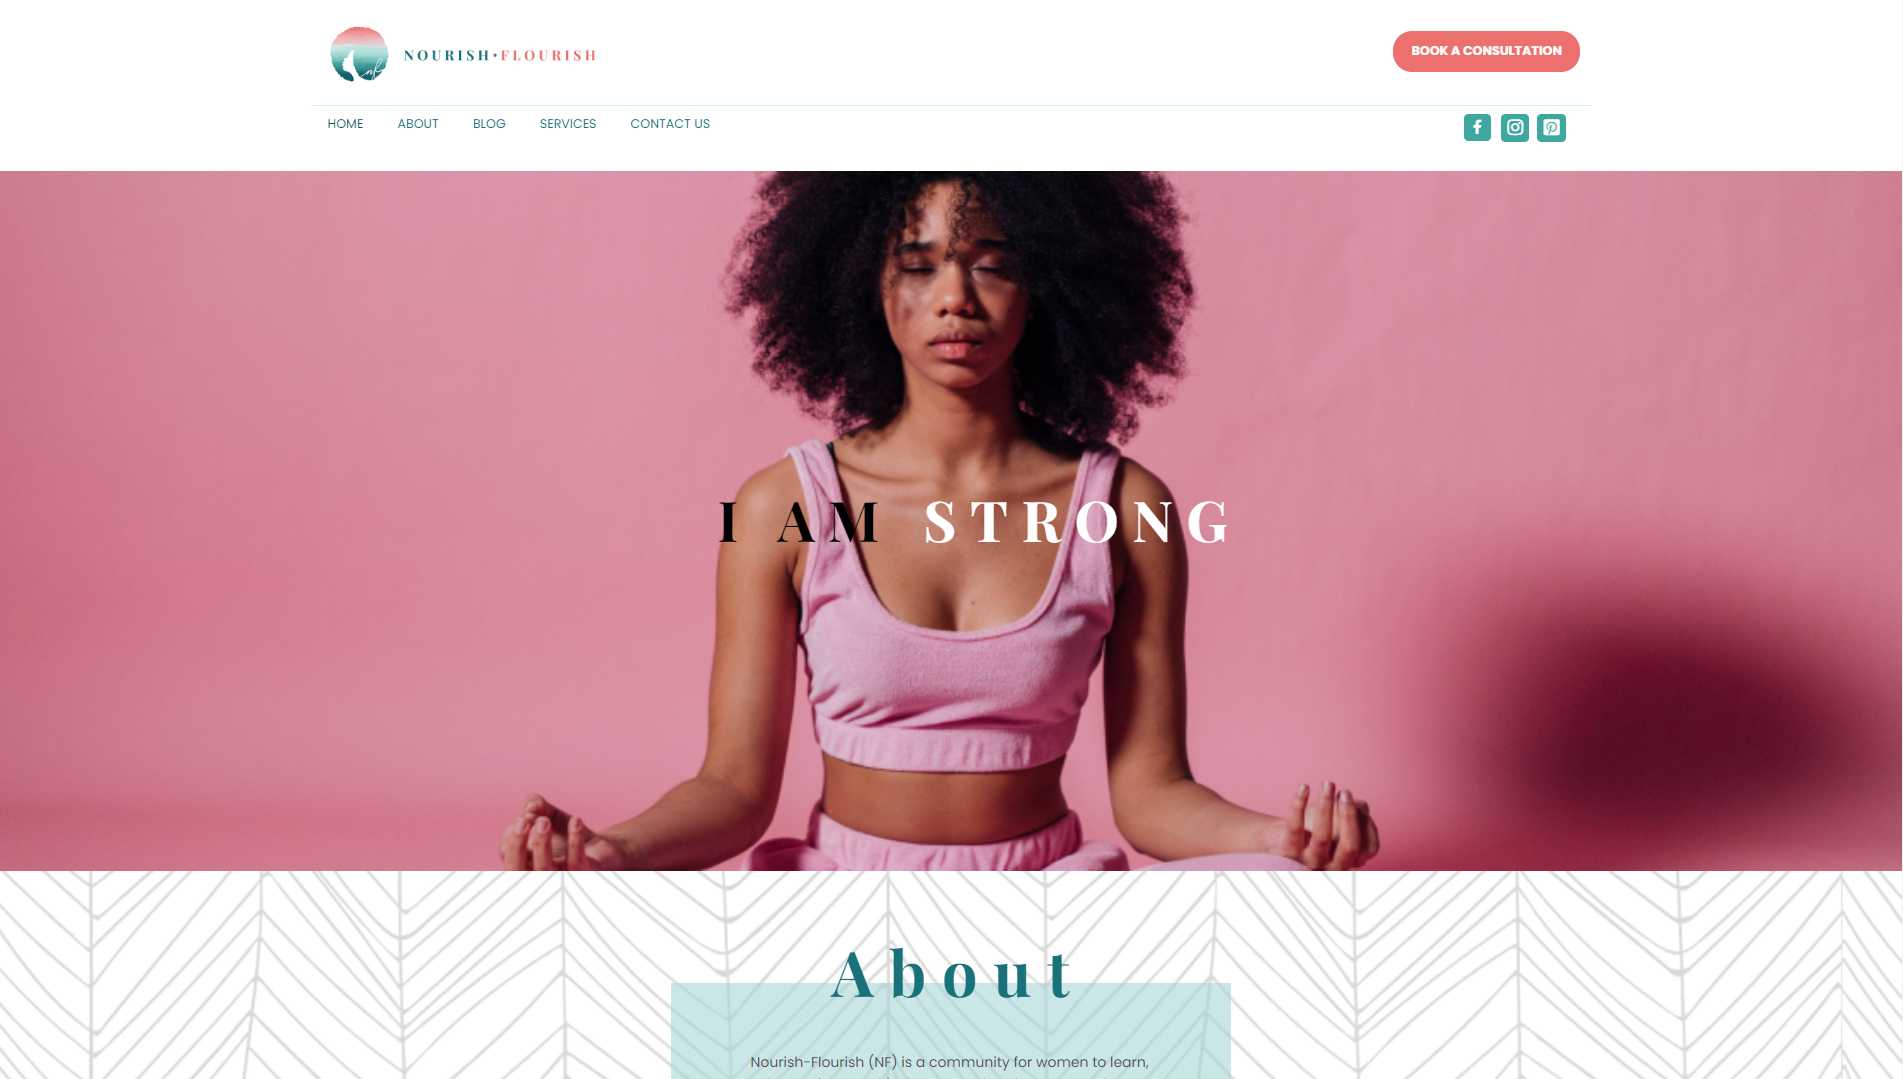 NOURISH•FLOURISH
BOOK A CONSULTATION
HOME ABOUT BLOG SERVICES CONTACT US
I AM STRONG
About
Nourish-Flourish (NF) is a community for women to learn,